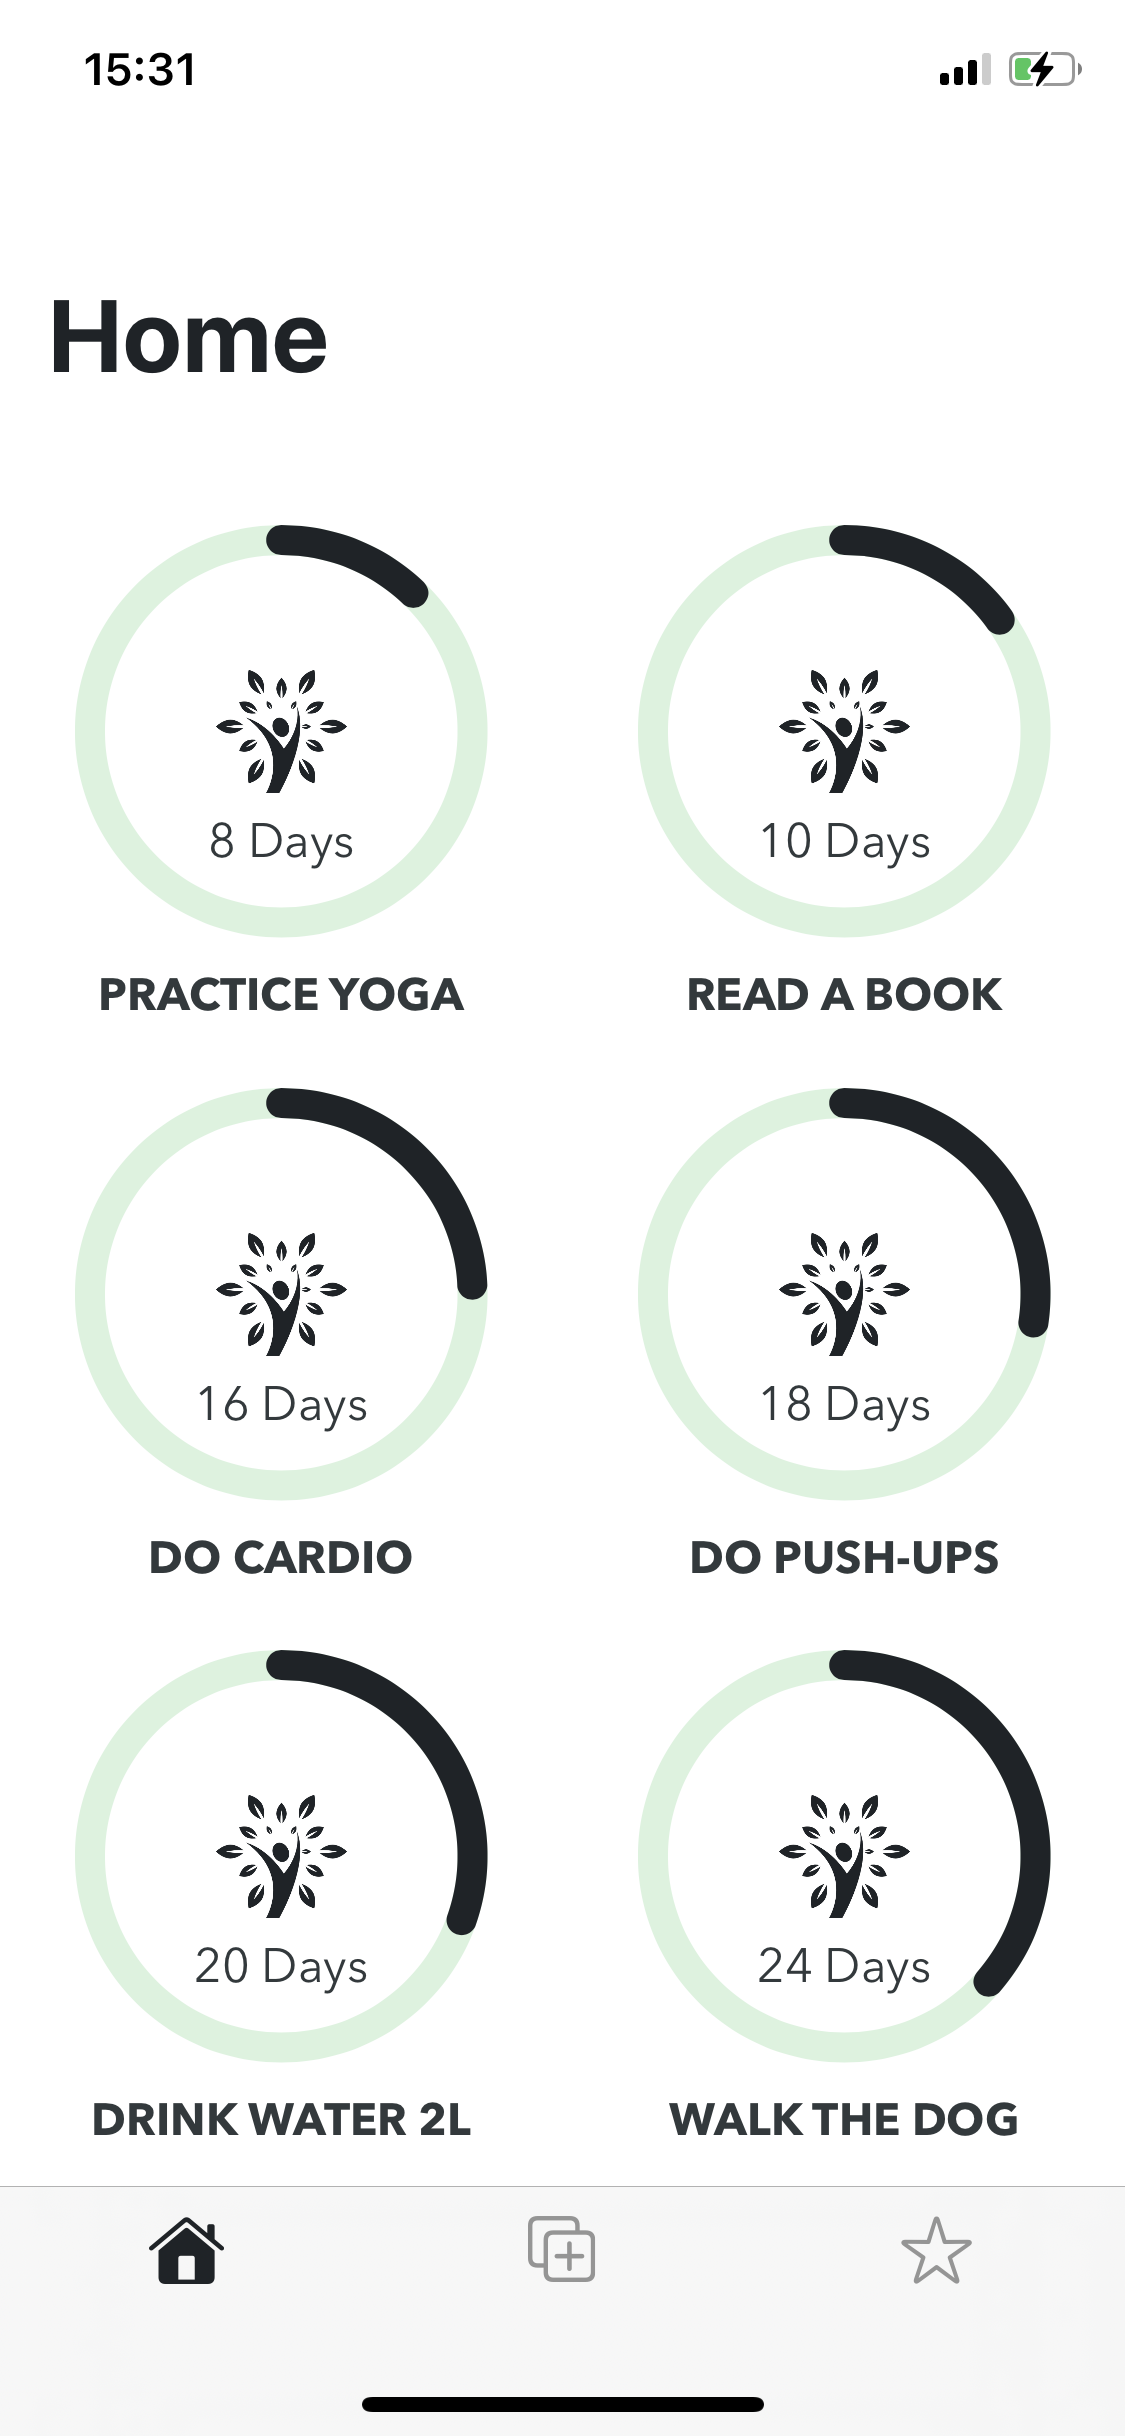 15:31
Home
8 Days
10 Days
PRACTICE YOGA
READ A BOOK
16 Days
18 Days
DO CARDIO
DO PUSH-UPS
20 Days
24 Days
DRINK WATER 2L
WALK THE DOG